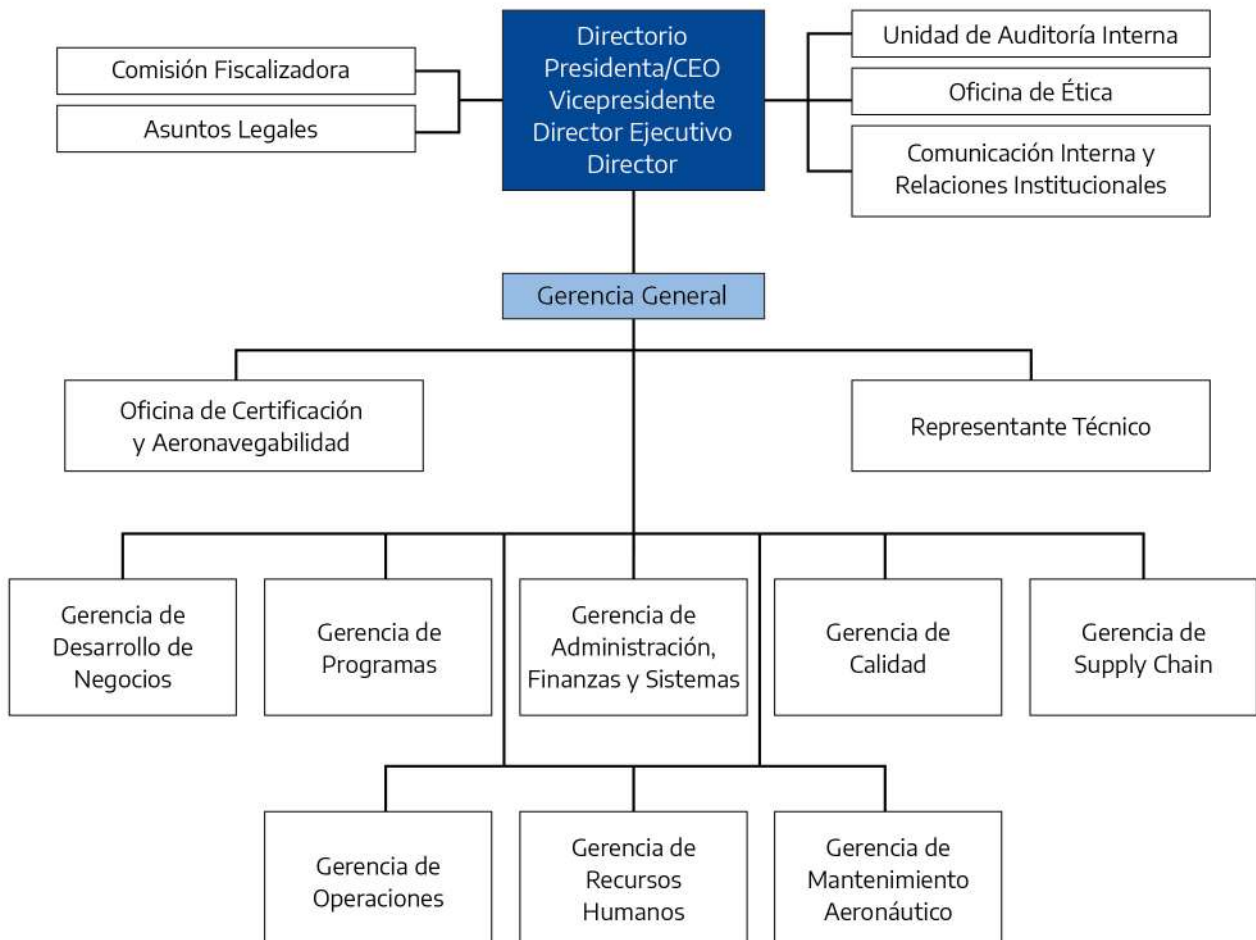 Directorio
Presidenta/CEO
Vicepresidente
Director Ejecutivo
Director
Comisión Fiscalizadora
Asuntos Legales
Unidad de Auditoría Interna
Oficina de Ética
Comunicación Interna y
Relaciones Institucionales
Gerencia General
Oficina de Certificación
y Aeronavegabilidad
Representante Técnico
Gerencia de
Desarrollo de
Negocios
Gerencia de
Programas
Gerencia de
Administración,
Finanzas y Sistemas
Gerencia de
Calidad
Gerencia de
Supply Chain
Gerencia de
Operaciones
Gerencia de
Recursos
Humanos
Gerencia de
Mantenimiento
Aeronáutico